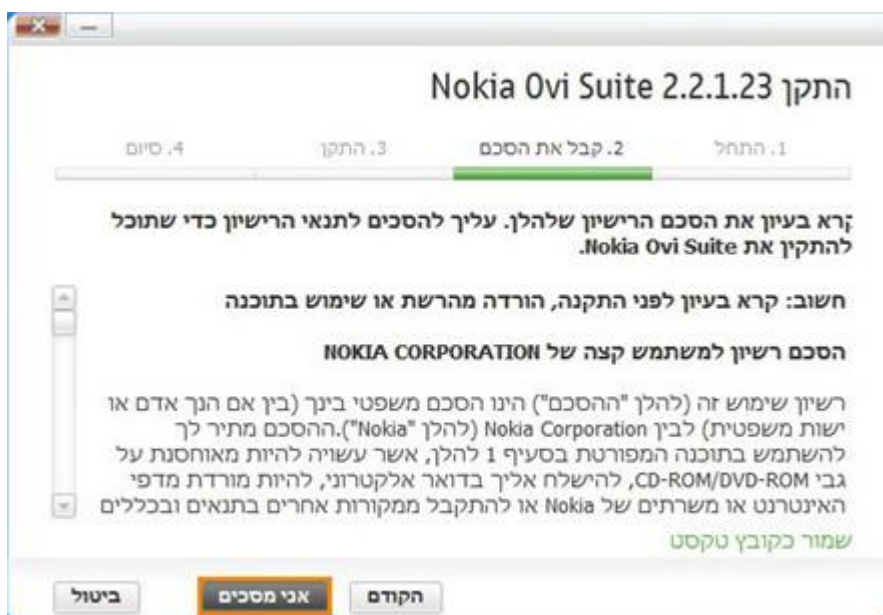 התקן Nokia Ovi Suite 2.2.1.23
1. התחל
2. קבל את הסכם
3. התקן
4. סיום
קרא בעיון את הסכם הרישיון שלהלן. עליך להסכים לתנאי הרישיון כדי שתוכל
להתקין את Nokia Ovi Suite.
חשוב: קרא בעיון לפני התקנה, הורדה מהרשת או שימוש בתוכנה
הסכם רשיון למשתמש קצה של NOKIA CORPORATION
רשיון שימוש זה (להלן "ההסכם") הינו הסכם משפטי בינך (בין אם הנך אדם או
ישות משפטית) לבין Nokia Corporation (להלן "Nokia").ההסכם מתיר לך
להשתמש בתוכנה המפורטת בסעיף 1 להלן, אשר עשויה להיות מאוחסנת על
גבי CD-ROM/DVD-ROM, להישלח אליך בדואר אלקטרוני, להיות מורדת מדפי
האינטרנט או משרתים של Nokia או להתקבל ממקורות אחרים בתנאים ובכללים
שמור כקובץ טקסט
הקודם
אני מסכים
ביטול